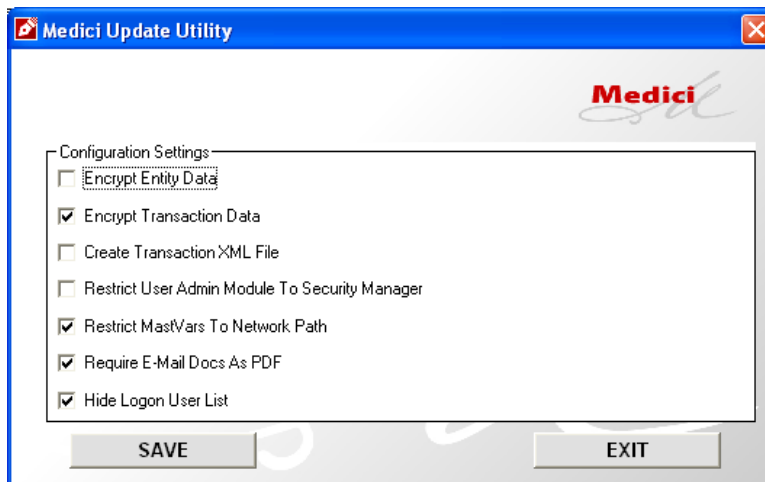 Medici Update Utility
Medici
Configuration Settings
Encrypt Entity Data
Encrypt Transaction Data
Create Transaction XML File
Restrict User Admin Module To Security Manager
Restrict MastVars To Network Path
Require E-Mail Docs As PDF
Hide Logon User List
SAVE EXIT